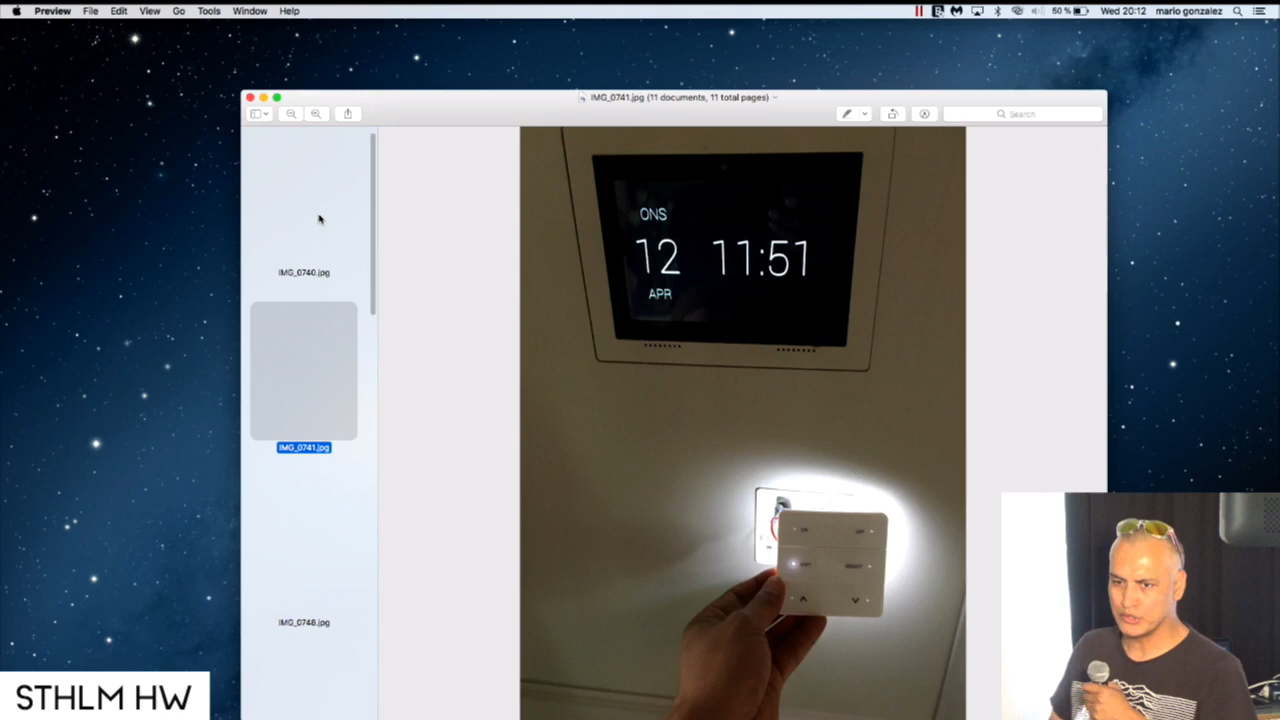 Preview File Edit View Go Tools Window Help 50 % Wed 20:12 mario gonzalez
IMG_0741.jpg (11 documents, 11 total pages)
Search
IMG_0740.jpg
IMG_0741.jpg
IMG_0748.jpg
ONS
12 11:51
APR
STHLM HW